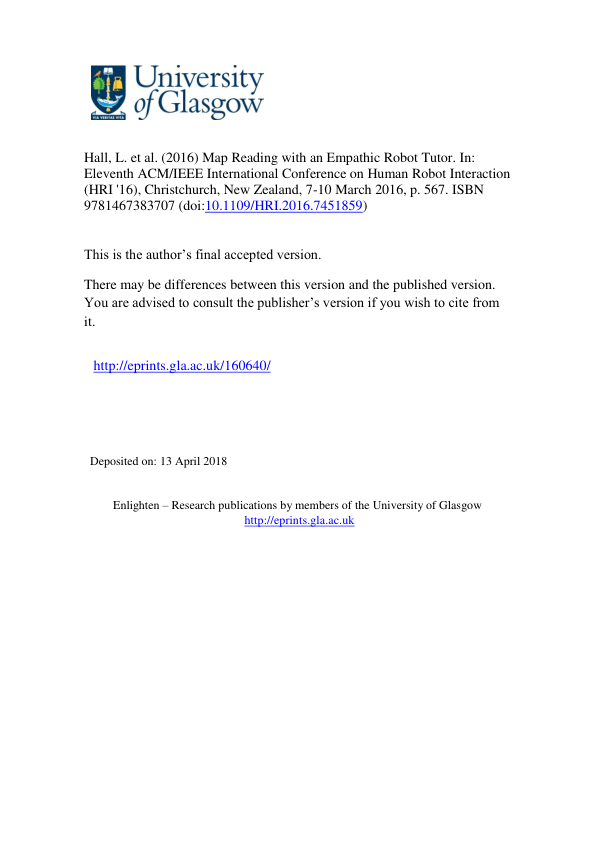 University
of Glasgow
VIA VERITAS VITA
Hall, L. et al. (2016) Map Reading with an Empathic Robot Tutor. In:
Eleventh ACM/IEEE International Conference on Human Robot Interaction
(HRI '16), Christchurch, New Zealand, 7-10 March 2016, p. 567. ISBN
9781467383707 (doi:10.1109/HRI.2016.7451859)
This is the author’s final accepted version.
There may be differences between this version and the published version.
You are advised to consult the publisher’s version if you wish to cite from
it.
http://eprints.gla.ac.uk/160640/
Deposited on: 13 April 2018
Enlighten – Research publications by members of the University of Glasgow
http://eprints.gla.ac.uk